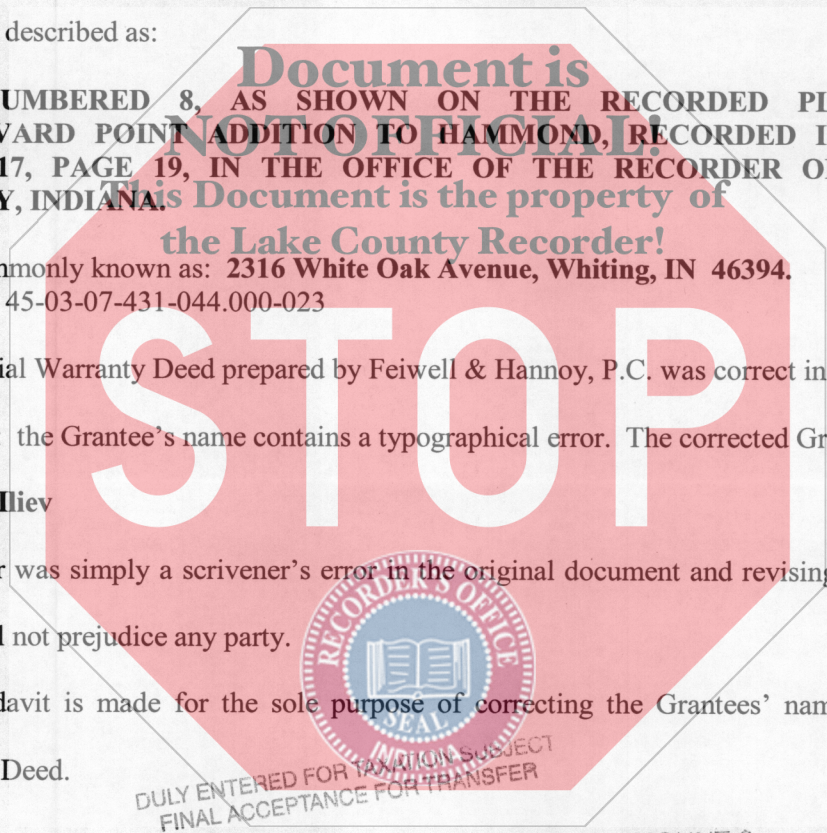 described as:
Document is
UMBERED 8, AS SHOWN ON THE RECORDED PL
VARD POINT ADDITION TO HAMMOND, RECORDED I
NOT OFFICIAL!
17, PAGE 19, IN THE OFFICE OF THE RECORDER O
Y, INDIANA.
This Document is the property of
the Lake County Recorder!
mmonly known as: 2316 White Oak Avenue, Whiting, IN 46394.
45-03-07-431-044.000-023
STOP
ial Warranty Deed prepared by Feiwell & Hannoy, P.C. was correct in
the Grantee's name contains a typographical error. The corrected Gr
Iliev
r was simply a scrivener's error in the original document and revising
l not prejudice any party.
RECORDER'S OFFICE
SEAL
INDIANA
davit is made for the sole purpose of correcting the Grantees' nam
Deed.
DULY ENTERED FOR TAXATION SUBJECT
FINAL ACCEPTANCE FOR TRANSFER